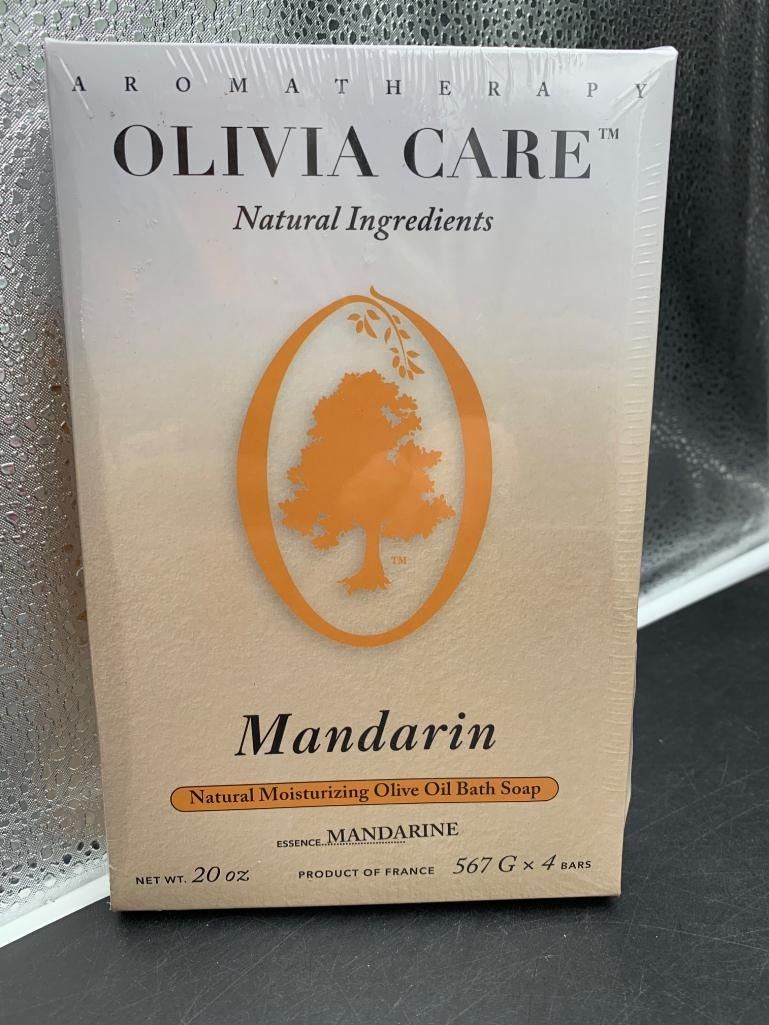 AROMATHERAPY
OLIVIA CARE™
Natural Ingredients
TM
Mandarin
Natural Moisturizing Olive Oil Bath Soap
ESSENCE...MANDARINE
NET WT. 20 OZ PRODUCT OF FRANCE 567 G × 4 BARS